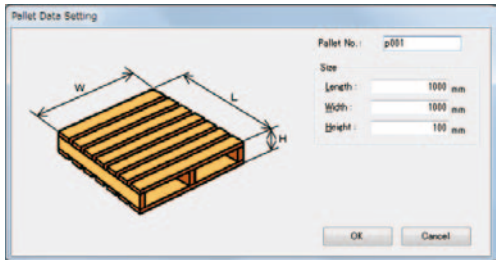 Pallet Data Setting
Pallet No.: p001
Size
Length: 1000 mm
Width: 1000 mm
Height: 100 mm
W
L
H
OK Cancel